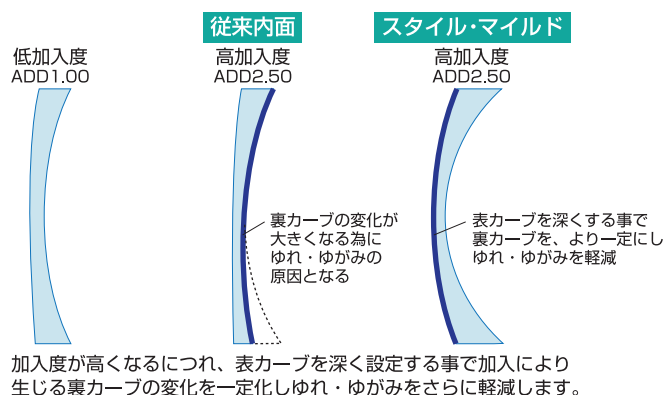 従来内面
スタイル・マイルド
低加入度
ADD1.00
高加入度
ADD2.50
高加入度
ADD2.50
裏カーブの変化が
大きくなる為に
ゆれ・ゆがみの
原因となる
表カーブを深くする事で
裏カーブを、より一定にし
ゆれ・ゆがみを軽減
加入度が高くなるにつれ、表カーブを深く設定する事で加入により
生じる裏カーブの変化を一定化しゆれ・ゆがみをさらに軽減します。